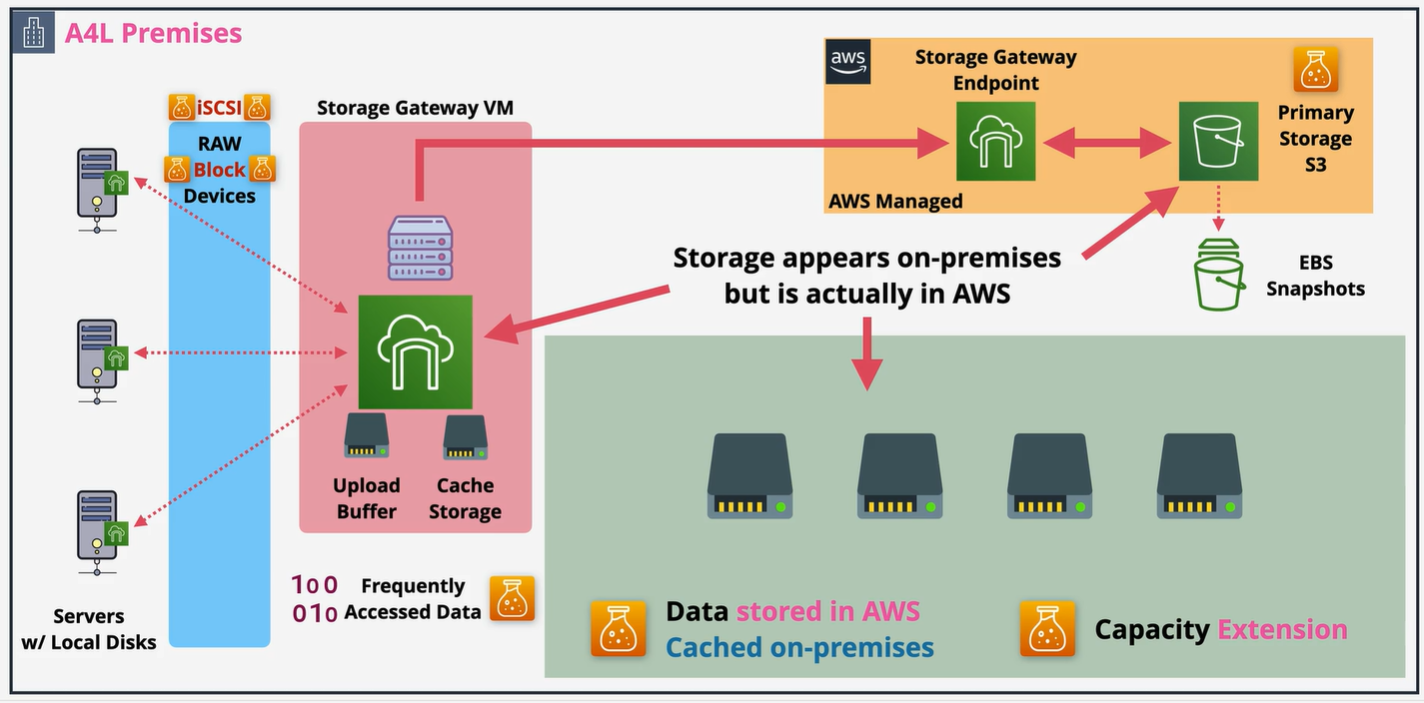 A4L Premises
iSCSI
RAW
Block
Devices
Servers
w/ Local Disks
Storage Gateway VM
Upload
Buffer
Cache
Storage
100
010
Frequently
Accessed Data
aws
Storage Gateway
Endpoint
AWS Managed
Primary
Storage
S3
EBS
Snapshots
Storage appears on-premises
but is actually in AWS
Data stored in AWS
Cached on-premises
Capacity Extension